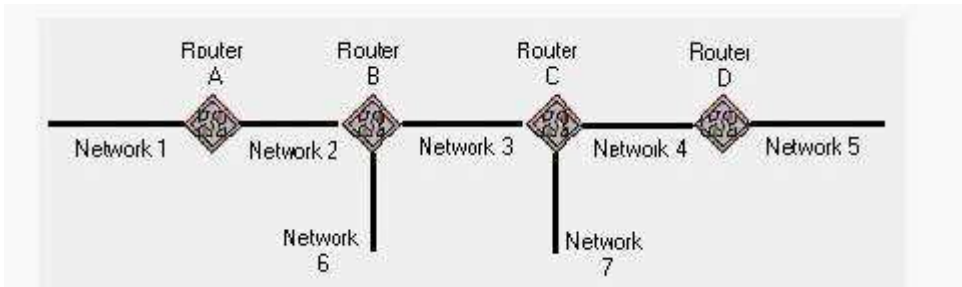 Router
A
Router
B
Router
C
Router
D
Network 1
Network 2
Network 3
Network 4
Network 5
Network
6
Network
7